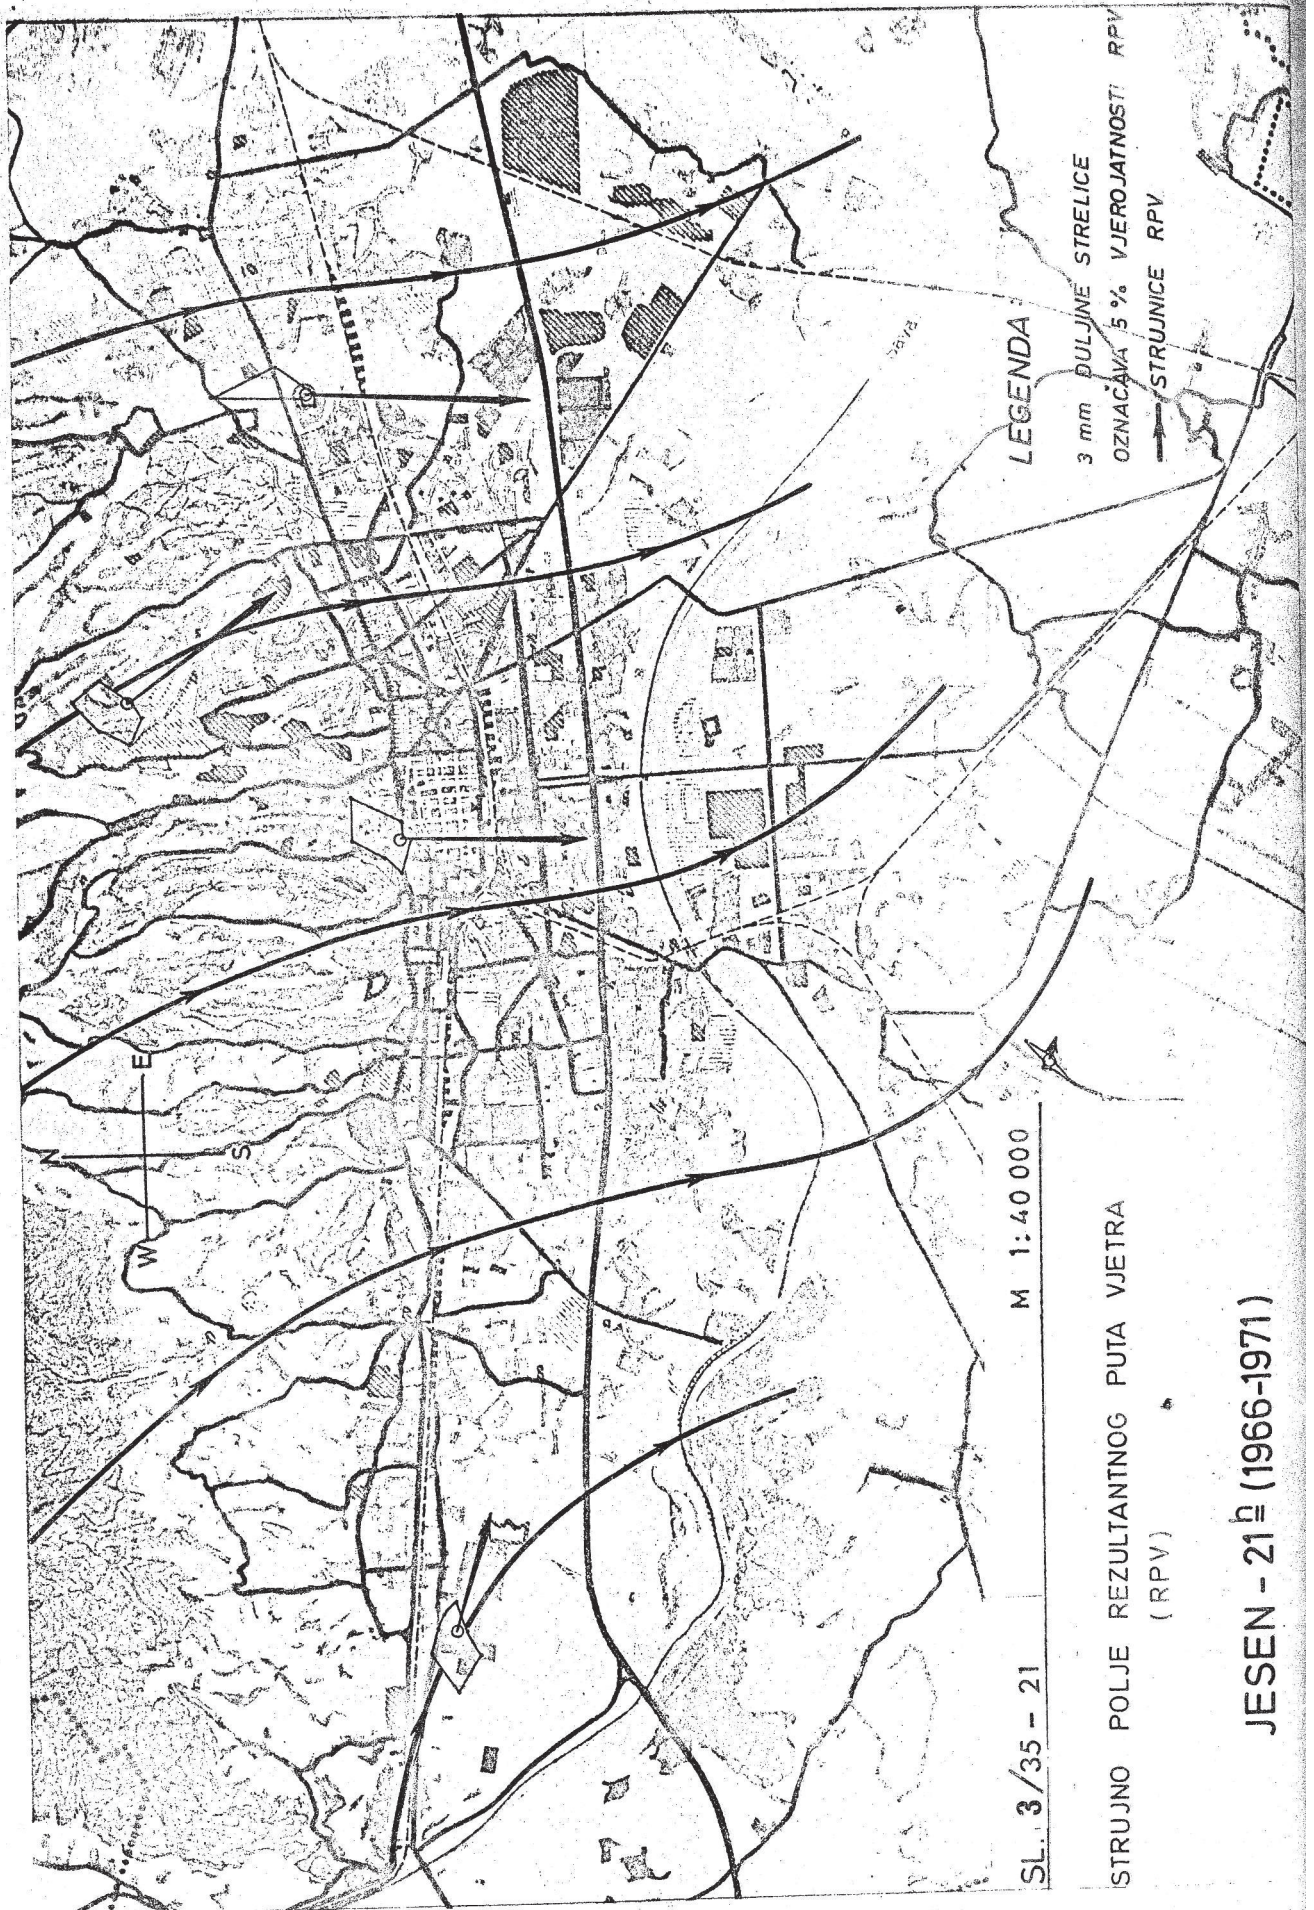 N
W
E
S
D
LEGENDA
3 mm DULJINE STRELICE
OZNAČAVA 5 % VJEROJATNOSTI RPV
STRUJNICE RPV
SL. 3/35 - 21
M 1:40 000
STRUJNO POLJE REZULTANTNOG PUTA VJETRA
(RPV)
JESEN - 21h (1966-1971)